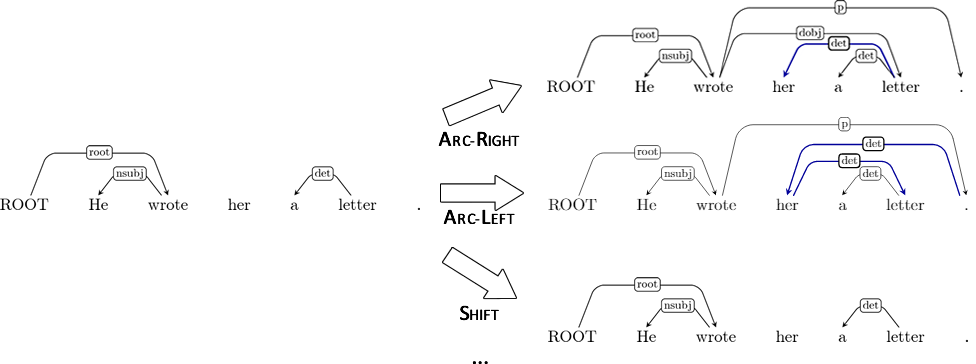 root
nsubj
det
ROOT He wrote her a letter .
ARC-RIGHT
ARC-LEFT
SHIFT
...
p
root
dobj
det
nsubj
det
ROOT He wrote her a letter .
p
det
root
det
nsubj
det
ROOT He wrote her a letter .
root
nsubj
det
ROOT He wrote her a letter .